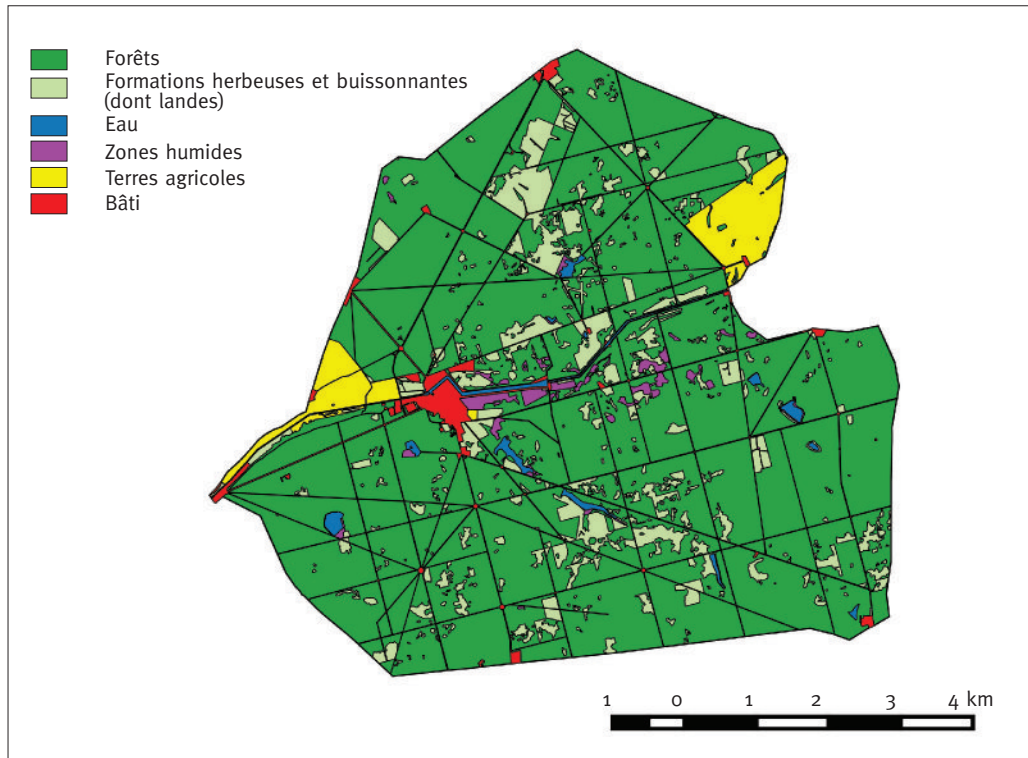 Forêts
Formations herbeuses et buissonnantes
(dont landes)
Eau
Zones humides
Terres agricoles
Bâti
1 0 1 2 3 4 km